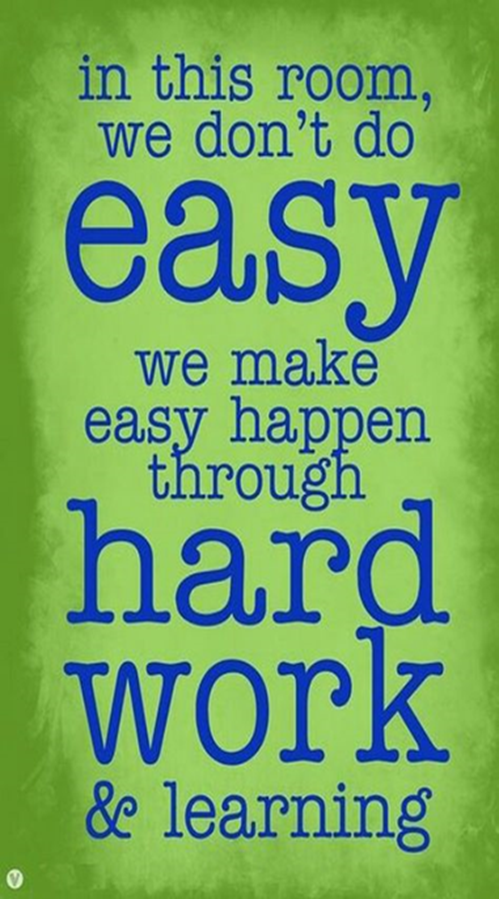 in this room,
we don't do
easy
we make
easy happen
through
hard
work
& learning